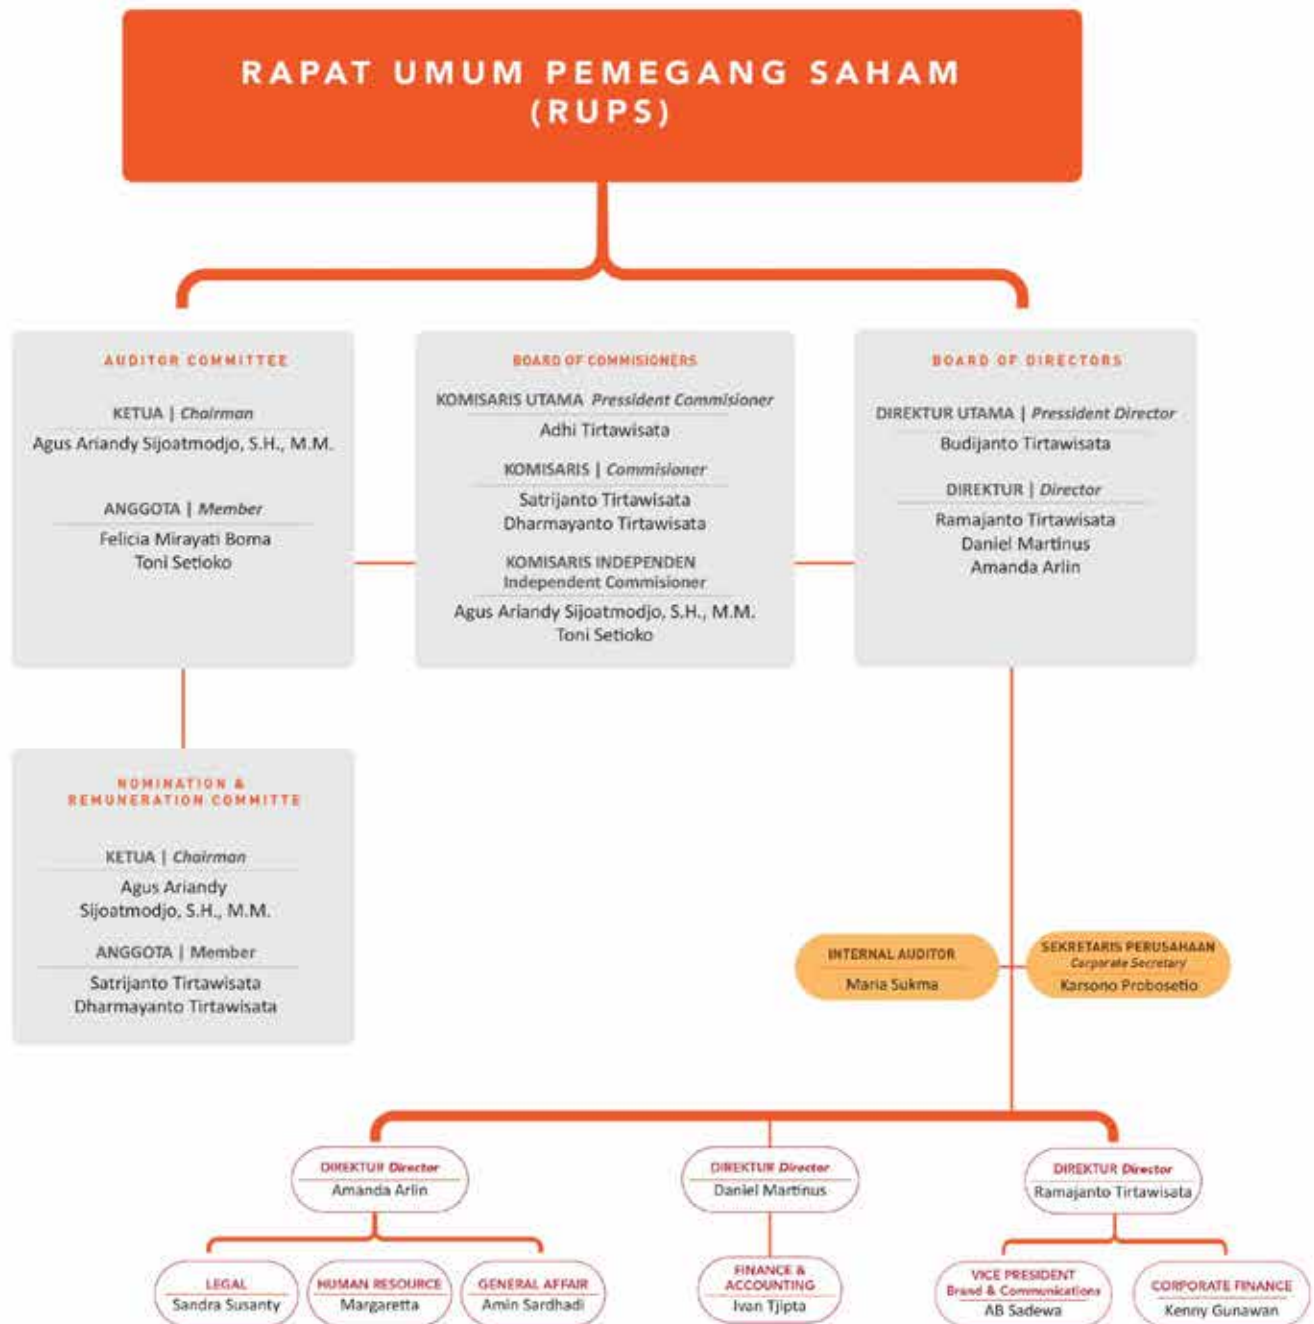 RAPAT UMUM PEMEGANG SAHAM
(RUPS)
AUDITOR COMMITTEE
KETUA | Chairman
Agus Ariandy Sijoatmodjo, S.H., M.M.
ANGGOTA | Member
Felicia Mirayati Boma
Toni Setioko
BOARD OF COMMISIONERS
KOMISARIS UTAMA Pressident Commisioner
Adhi Tirtawisata
KOMISARIS | Commisioner
Satrijanto Tirtawisata
Dharmayanto Tirtawisata
KOMISARIS INDEPENDEN
Independent Commisioner
Agus Ariandy Sijoatmodjo, S.H., M.M.
Toni Setioko
BOARD OF DIRECTORS
DIREKTUR UTAMA | Pressident Director
Budijanto Tirtawisata
DIREKTUR | Director
Ramajanto Tirtawisata
Daniel Martinus
Amanda Arlin
NOMINATION &
REMUNERATION COMMITTE
KETUA | Chairman
Agus Ariandy
Sijoatmodjo, S.H., M.M.
ANGGOTA | Member
Satrijanto Tirtawisata
Dharmayanto Tirtawisata
INTERNAL AUDITOR
Maria Sukma
SEKRETARIS PERUSAHAAN
Corporate Secretary
Karsono Probosetio
DIREKTUR Director
Amanda Arlin
DIREKTUR Director
Daniel Martinus
DIREKTUR Director
Ramajanto Tirtawisata
LEGAL
Sandra Susanty
HUMAN RESOURCE
Margaretta
GENERAL AFFAIR
Amin Sardhadi
FINANCE &
ACCOUNTING
Ivan Tjipta
VICE PRESIDENT
Brand & Communications
AB Sadewa
CORPORATE FINANCE
Kenny Gunawan